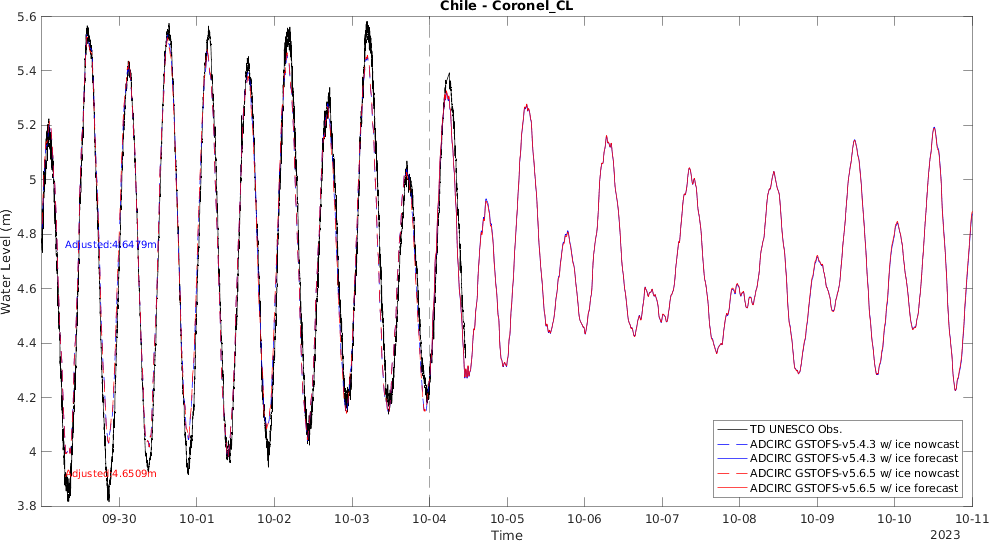 Chile - Coronel_CL
5.6
5.4
5.2
5
4.8
4.6
4.4
4.2
4
3.8
Water Level (m)
Adjusted:4.6479m
Adjusted:4.6509m
TD UNESCO Obs.
ADCIRC GSTOFS-v5.4.3 w/ ice nowcast
ADCIRC GSTOFS-v5.4.3 w/ ice forecast
ADCIRC GSTOFS-v5.6.5 w/ ice nowcast
ADCIRC GSTOFS-v5.6.5 w/ ice forecast
09-30 10-01 10-02 10-03 10-04 10-05 10-06 10-07 10-08 10-09 10-10 10-11
Time
2023